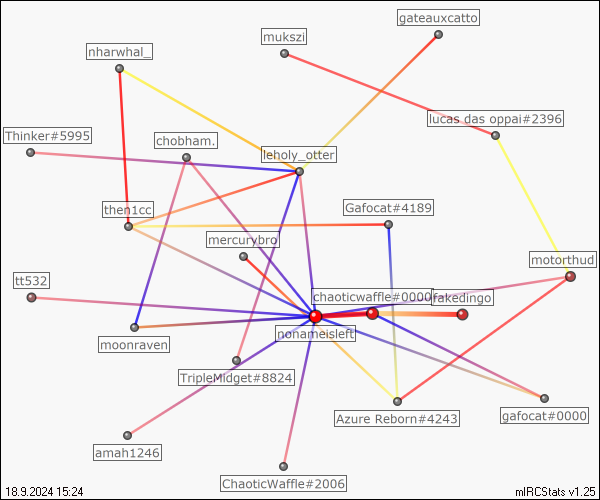 gateauxcatto
mukszi
nharwhal_
lucas das oppai#2396
Thinker#5995
chobham.
leholy_otter
then1cc
Gafocat#4189
mercurybro
motorthud
tt532
chaoticwaffle#0000
fakedingo
nonameisleft
moonraven
TripleMidget#8824
Azure Reborn#4243
gafocat#0000
amah1246
ChaoticWaffle#2006
18.9.2024 15:24
mIRCStats v1.25